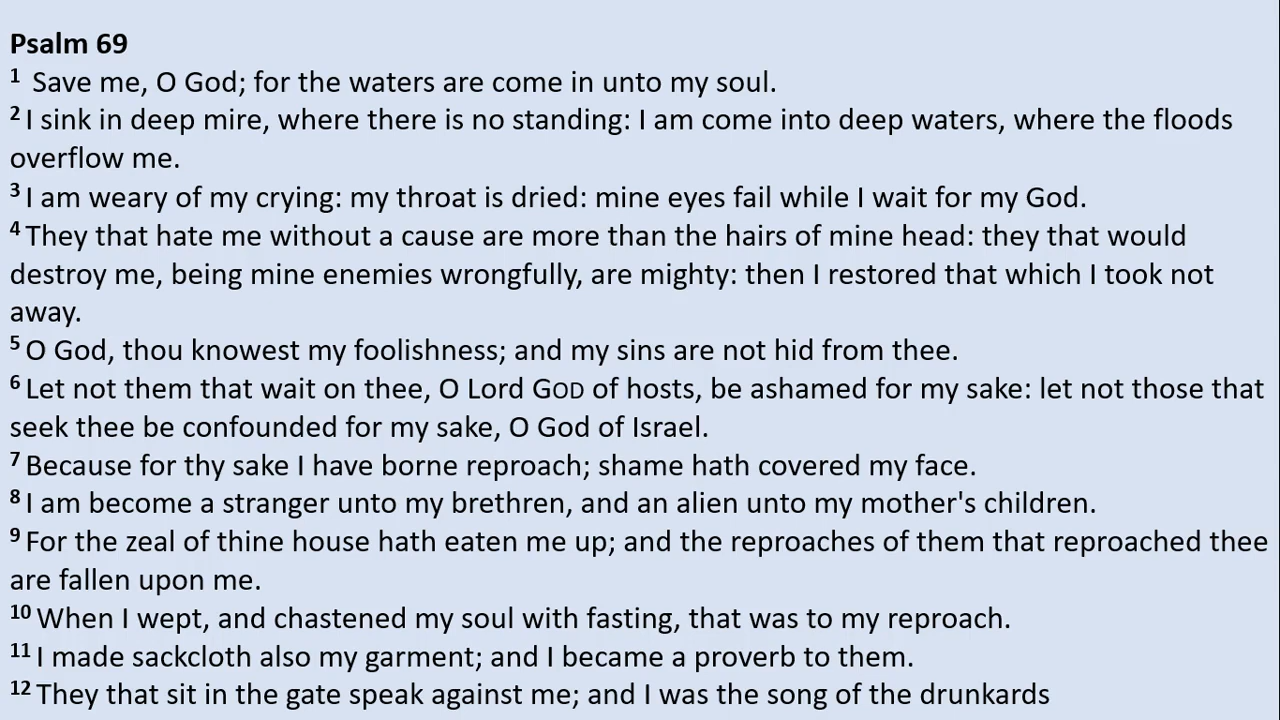 Psalm 69
1 Save me, O God; for the waters are come in unto my soul.
2 I sink in deep mire, where there is no standing: I am come into deep waters, where the floods
overflow me.
3 I am weary of my crying: my throat is dried: mine eyes fail while I wait for my God.
4 They that hate me without a cause are more than the hairs of mine head: they that would
destroy me, being mine enemies wrongfully, are mighty: then I restored that which I took not
away.
5 O God, thou knowest my foolishness; and my sins are not hid from thee.
6 Let not them that wait on thee, O Lord GOD of hosts, be ashamed for my sake: let not those that
seek thee be confounded for my sake, O God of Israel.
7 Because for thy sake I have borne reproach; shame hath covered my face.
8 I am become a stranger unto my brethren, and an alien unto my mother's children.
9 For the zeal of thine house hath eaten me up; and the reproaches of them that reproached thee
are fallen upon me.
10 When I wept, and chastened my soul with fasting, that was to my reproach.
11 I made sackcloth also my garment; and I became a proverb to them.
12 They that sit in the gate speak against me; and I was the song of the drunkards